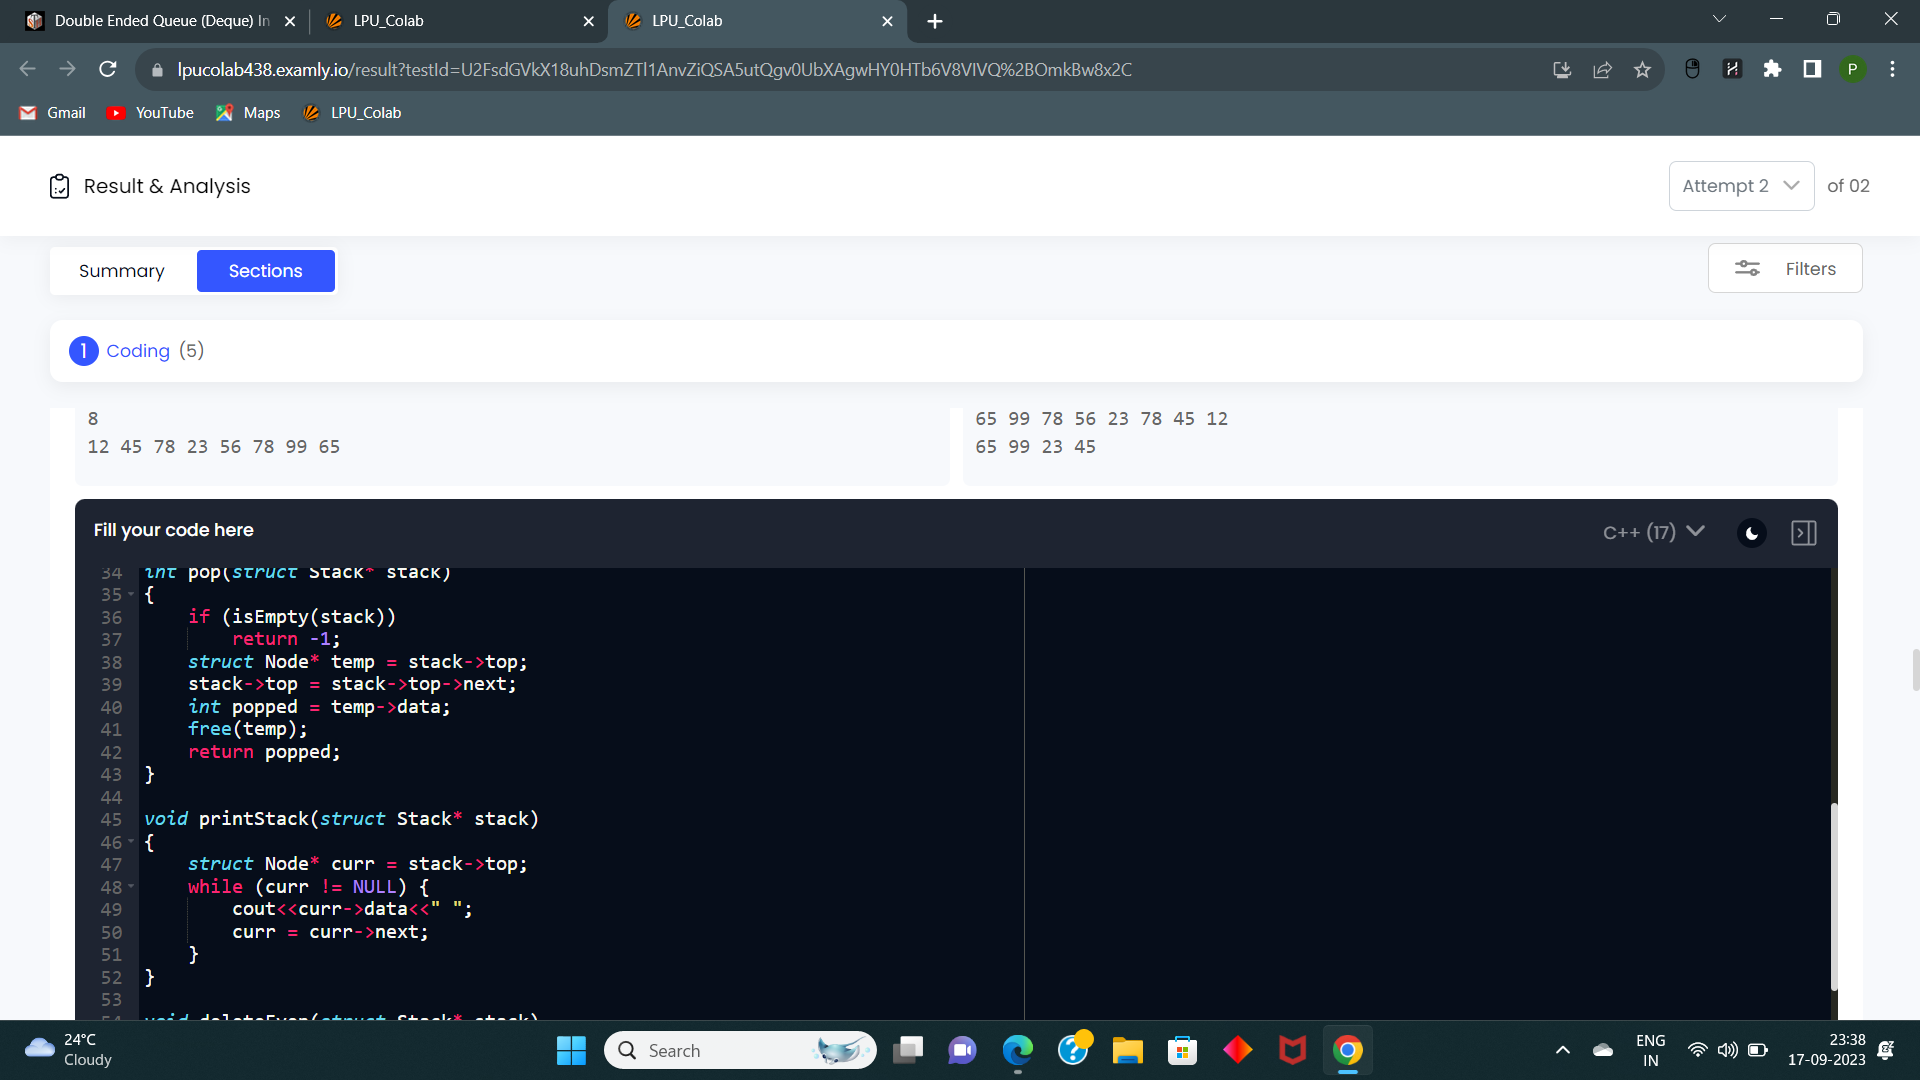 Double Ended Queue (Deque) In
LPU_Colab
LPU_Colab
lpucolab438.examly.io/result?testId=U2FsdGVkX18uhDsmZTl1AnvZiQSA5utQgv0UbXAgwHY0HTb6V8VlVQ%2BOmkBw8x2C
P
Gmail
YouTube
Maps
LPU_Colab
Result & Analysis
Attempt 2
of 02
Summary
Sections
Filters
1 Coding (5)
8
12 45 78 23 56 78 99 65
65 99 78 56 23 78 45 12
65 99 23 45
Fill your code here
C++ (17)
34 int pop(struct Stack* stack)
35 {
36 if (isEmpty(stack))
37 return -1;
38 struct Node* temp = stack->top;
39 stack->top = stack->top->next;
40 int popped = temp->data;
41 free(temp);
42 return popped;
43 }
44
45 void printStack(struct Stack* stack)
46 {
47 struct Node* curr = stack->top;
48 while (curr != NULL) {
49 cout<<curr->data<<" ";
50 curr = curr->next;
51 }
52 }
53
54 void deleteEven(struct Stack* stack)
24°C
Cloudy
Search
ENG
IN
23:38
17-09-2023